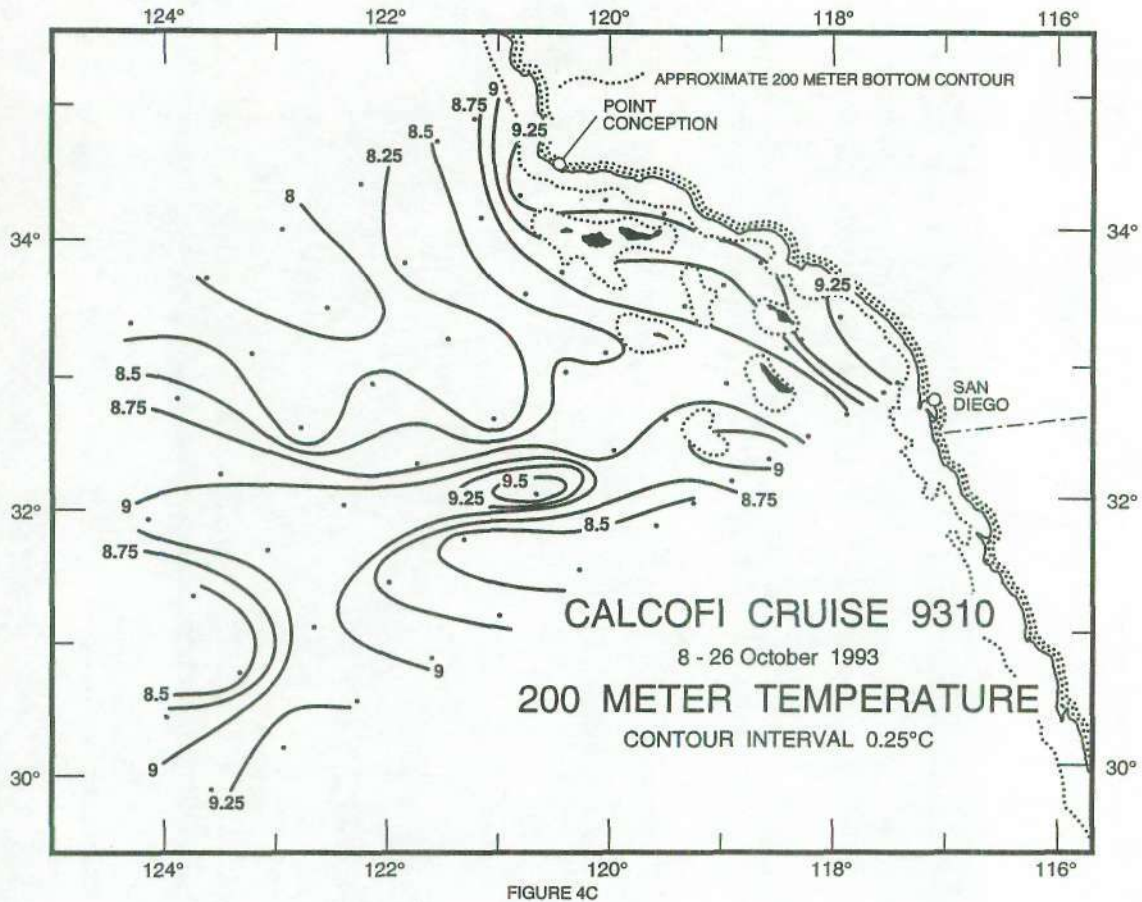 124° 122° 120° 118° 116°
APPROXIMATE 200 METER BOTTOM CONTOUR
POINT
CONCEPTION
9
8.75
9.25
8.5
8.25
8
34° 34°
9.25
8.5
8.75
SAN
DIEGO
9.5
9.25
9
8.75
8.5
9
32° 32°
8.75
CALCOFI CRUISE 9310
8 - 26 October 1993
9
8.5
200 METER TEMPERATURE
CONTOUR INTERVAL 0.25°C
9
30° 30°
9.25
124° 122° 120° 118° 116°
FIGURE 4C